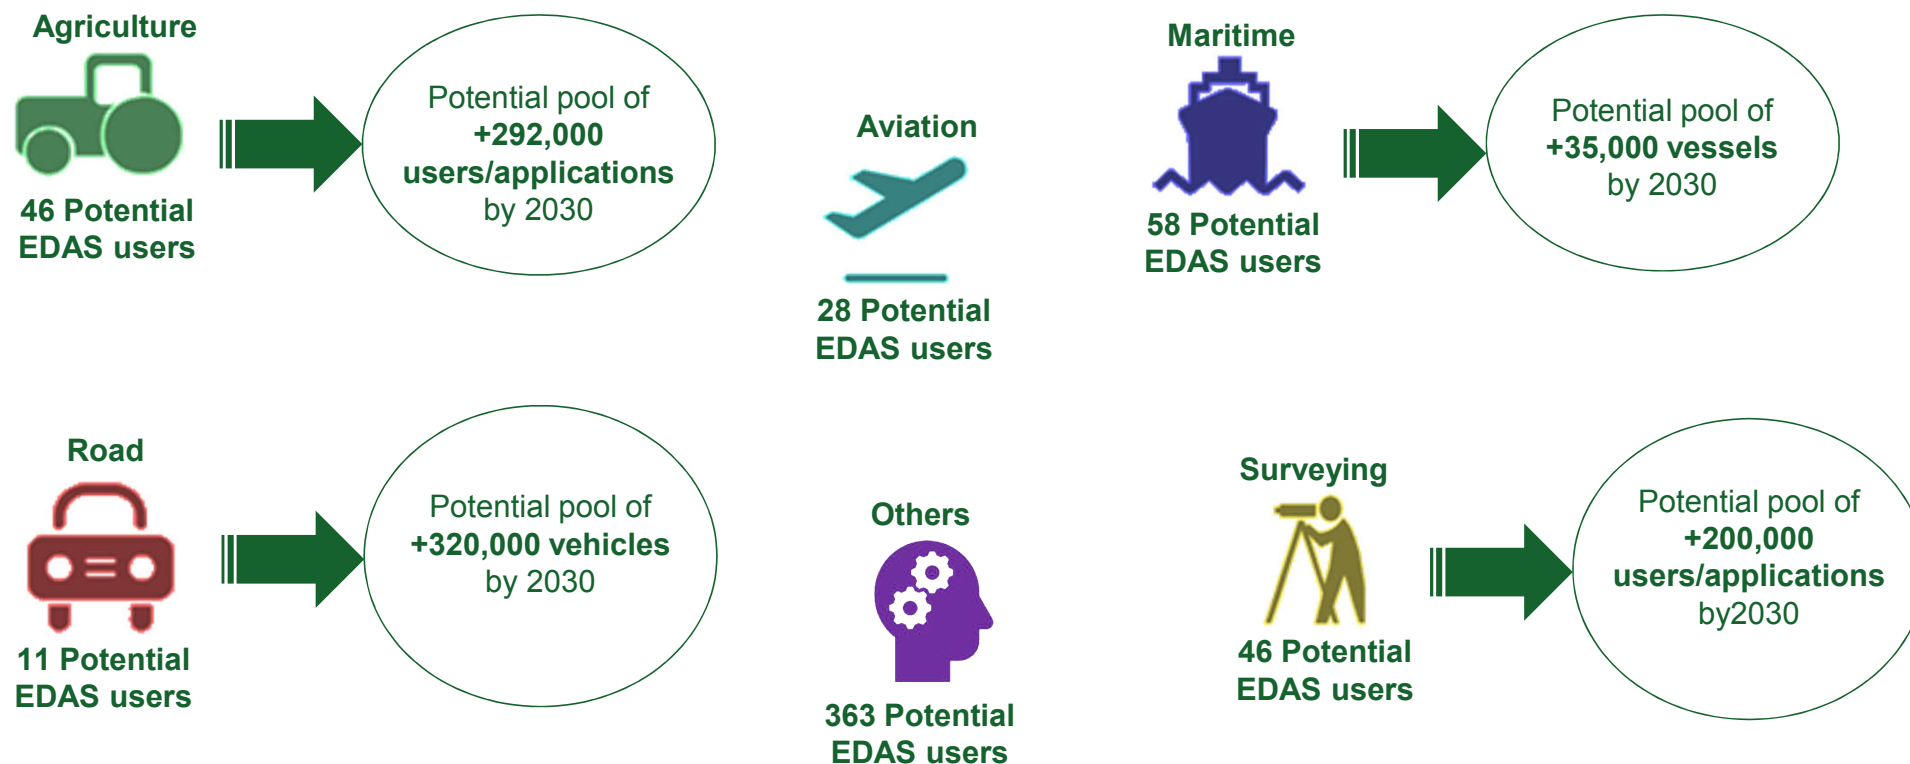 Agriculture
46 Potential
EDAS users
Potential pool of
+292,000
users/applications
by 2030
Aviation
28 Potential
EDAS users
Maritime
58 Potential
EDAS users
Potential pool of
+35,000 vessels
by 2030
Road
11 Potential
EDAS users
Potential pool of
+320,000 vehicles
by 2030
Others
363 Potential
EDAS users
Surveying
46 Potential
EDAS users
Potential pool of
+200,000
users/applications
by2030